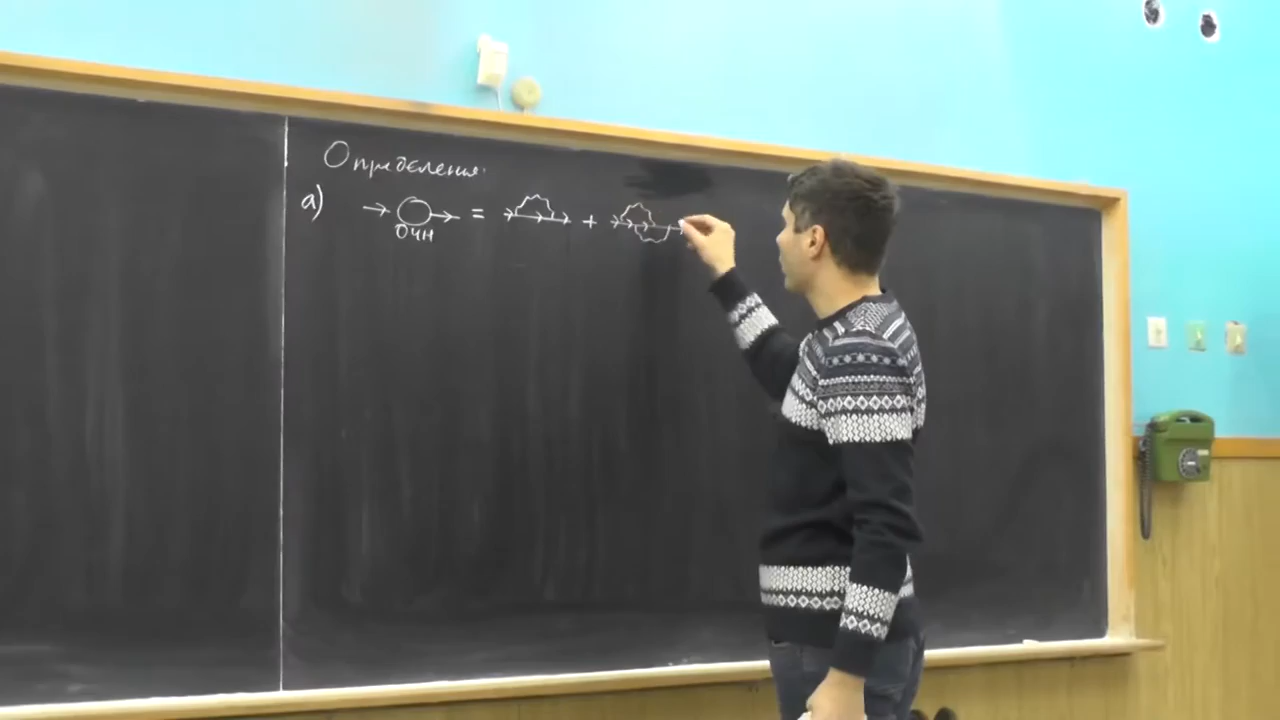 Определения:
а) → ○ → = + 
ОЧН